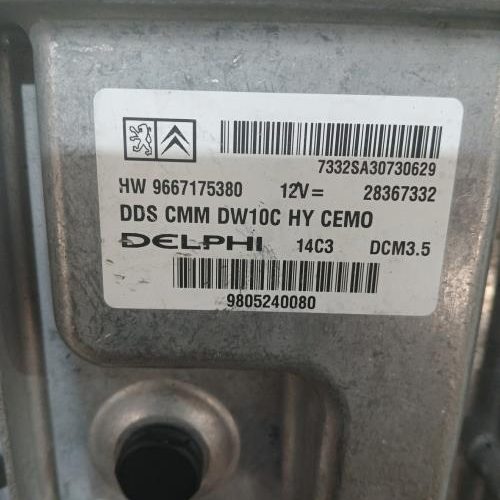 7332SA30730629
HW 9667175380 12V= 28367332
DDS CMM DW10C HY CEMO
DELPHI 14C3 DCM3.5
9805240080